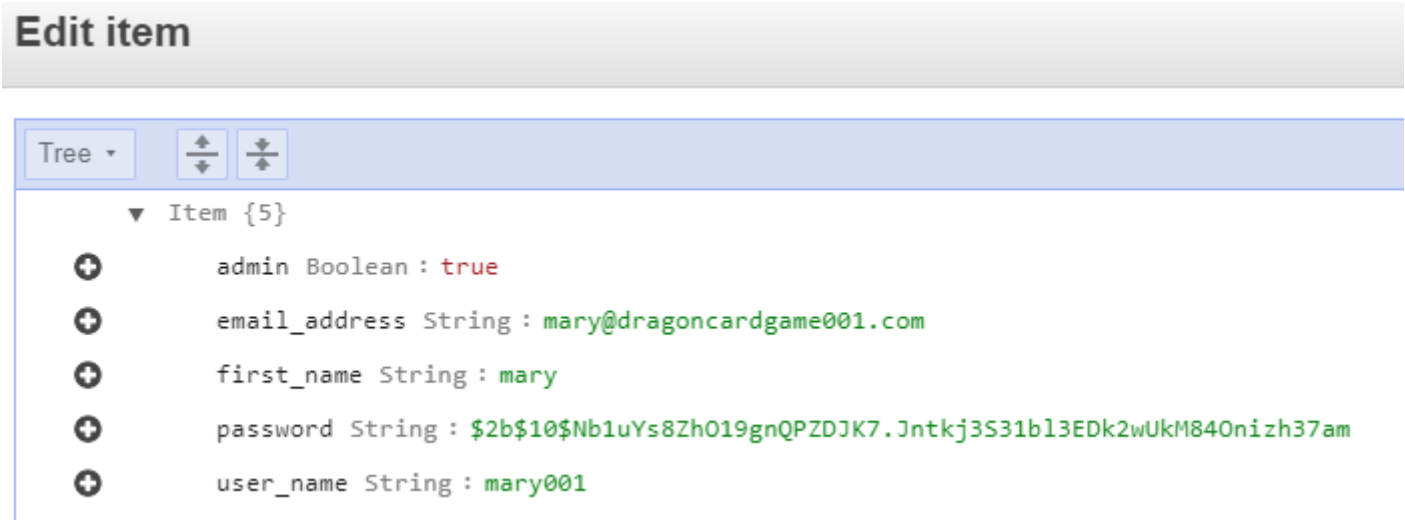 Edit item
Tree
Item {5}
admin Boolean : true
email_address String : mary@dragoncardgame001.com
first_name String : mary
password String : $2b$10$Nb1uYs8ZhO19gnQPZDJK7.Jntkj3S31bl3EDk2wUkM84Onizh37am
user_name String : mary001